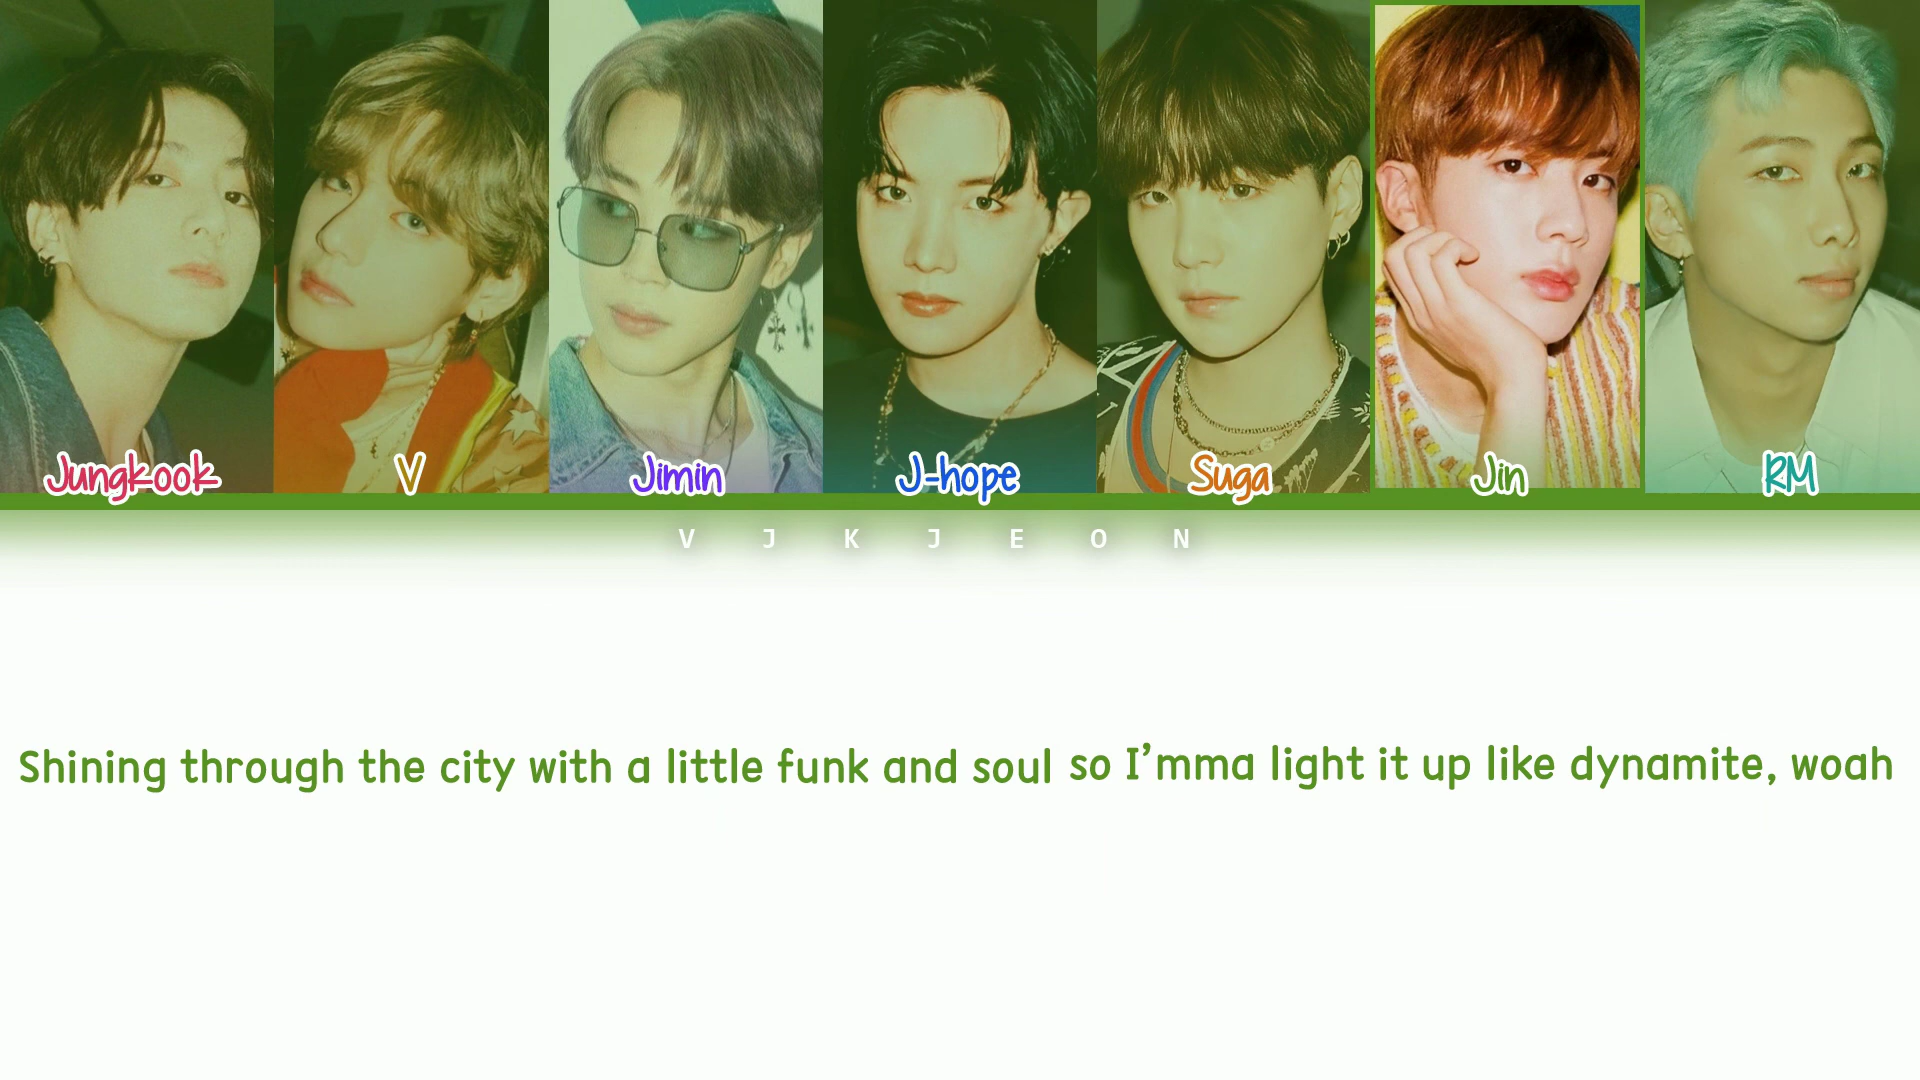 Jungkook V Jimin J-hope Suga Jin RM
V J K J E O N
Shining through the city with a little funk and soul so I’mma light it up like dynamite, woah